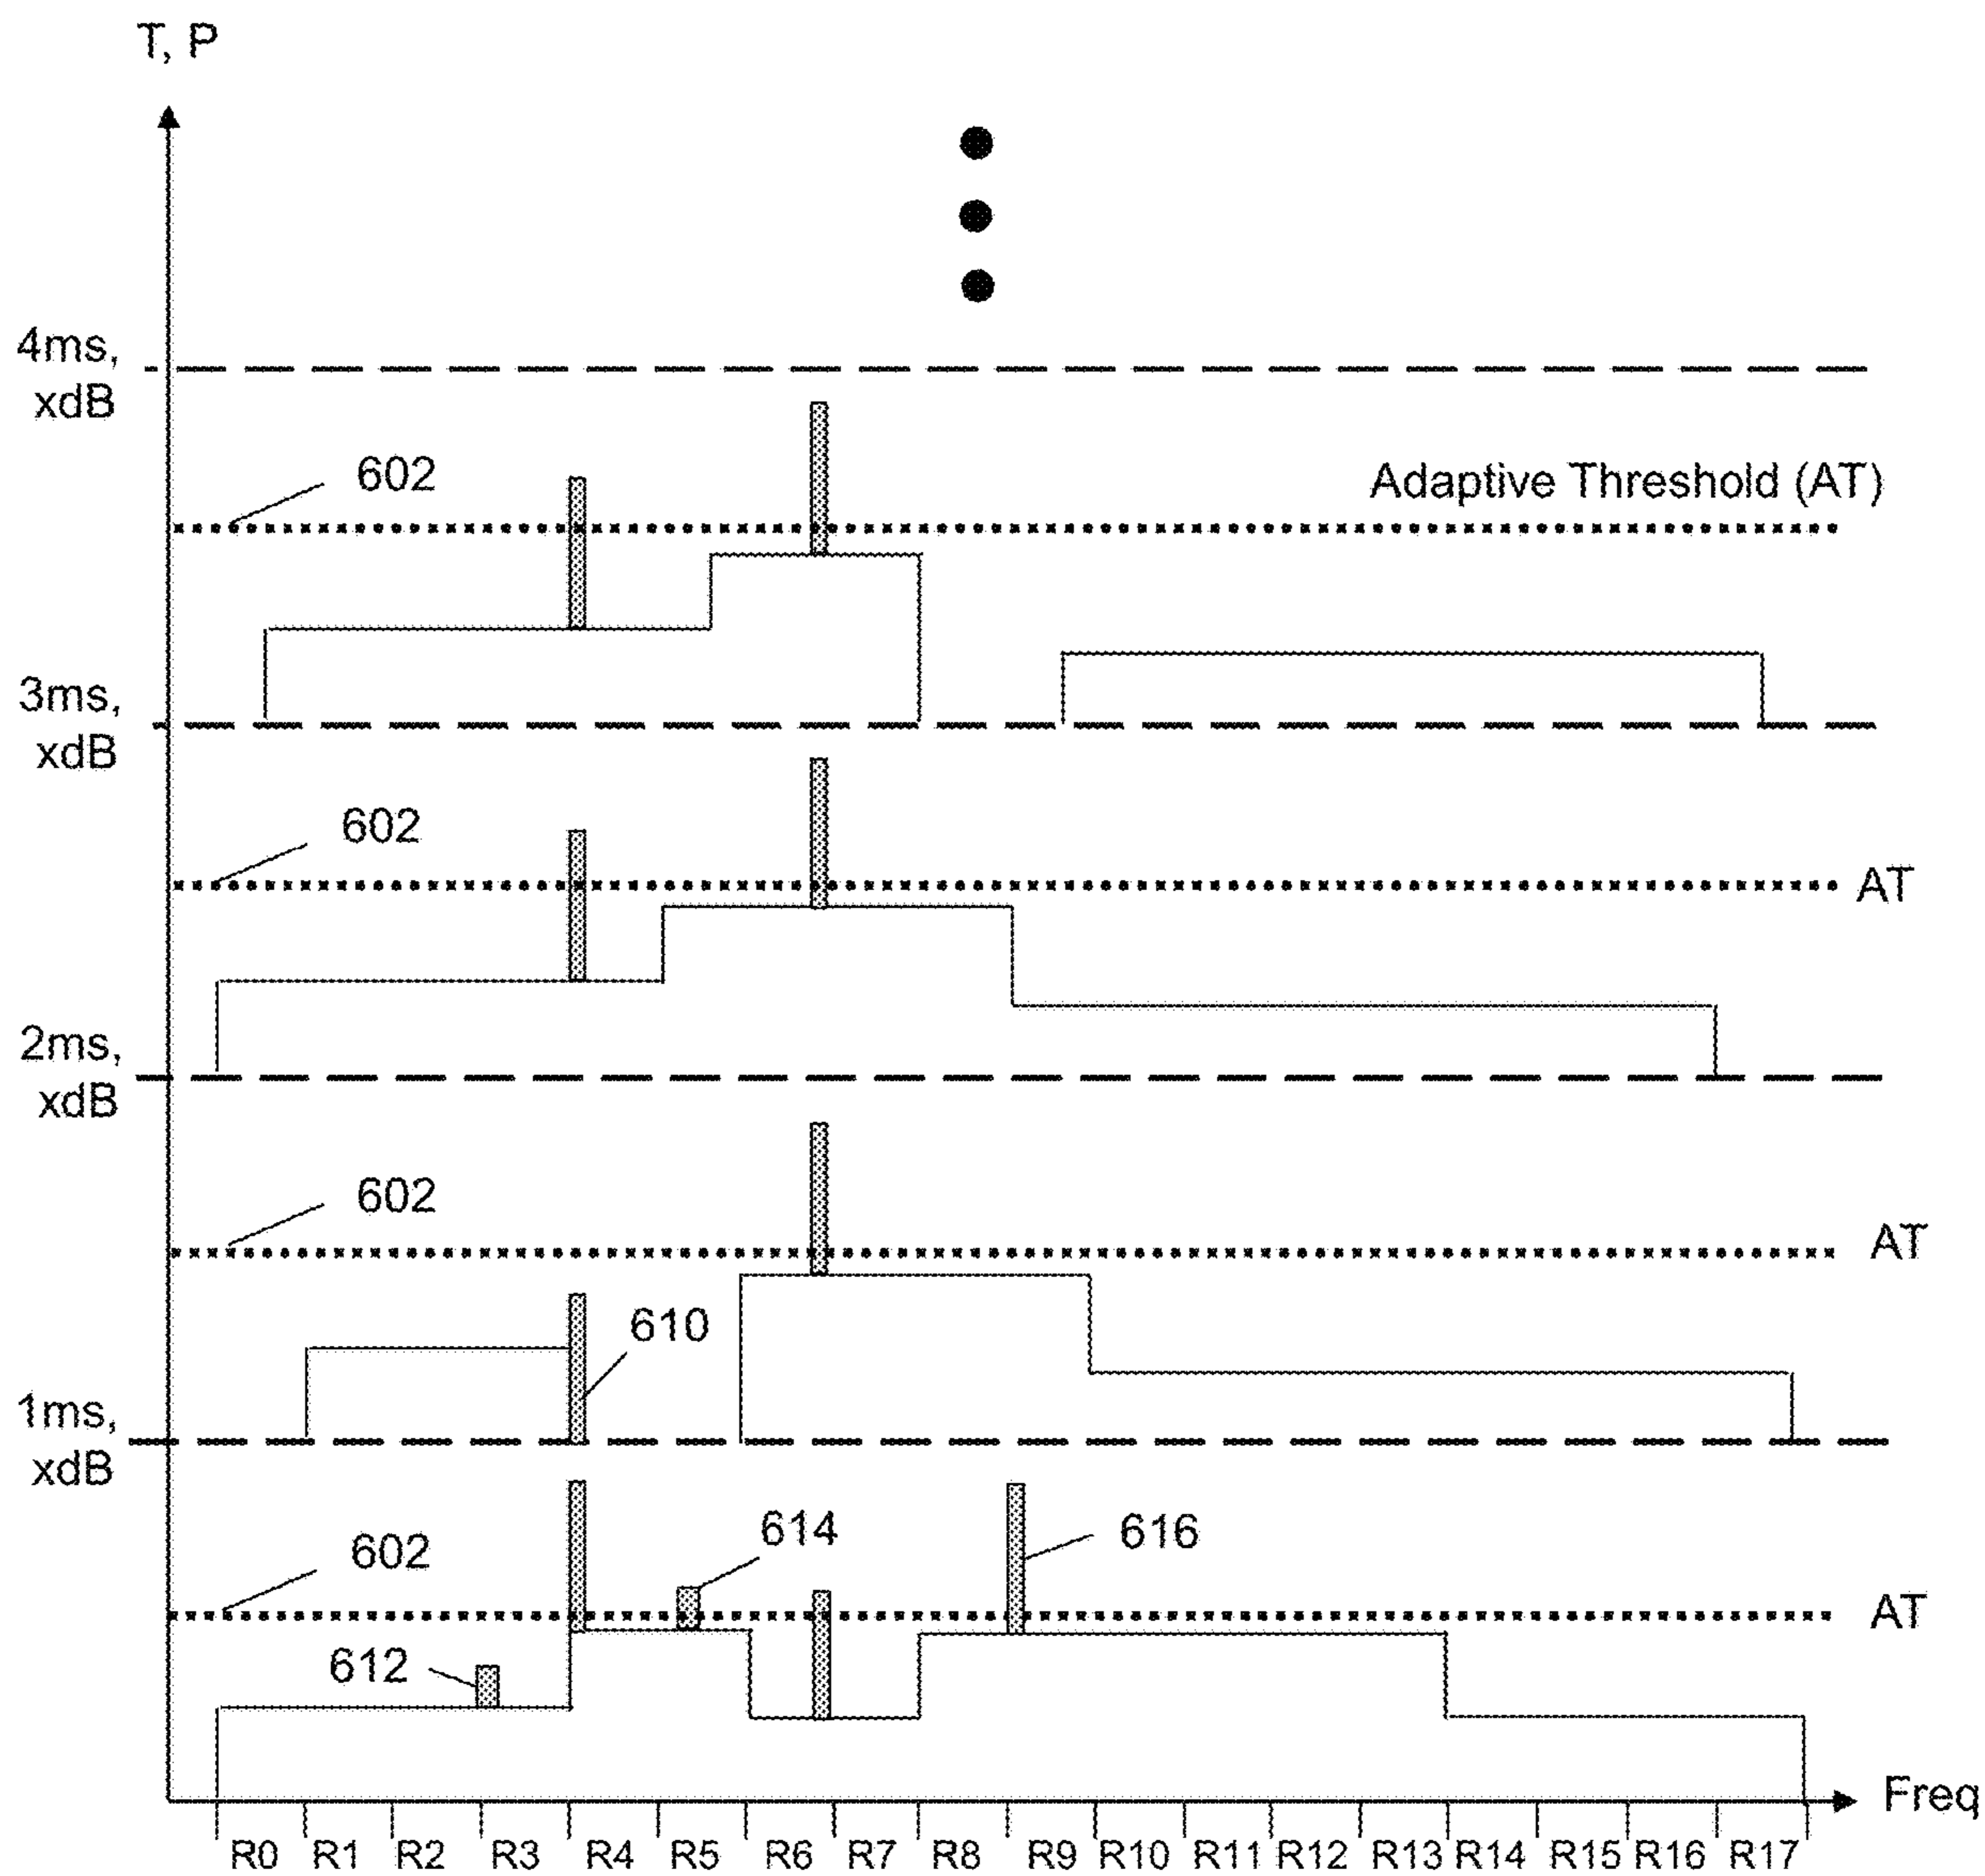 T, P
4ms,
xdB
602
Adaptive Threshold (AT)
3ms,
xdB
602
AT
2ms,
xdB
602
AT
610
1ms,
xdB
602
614
616
AT
612
Freq
R0 R1 R2 R3 R4 R5 R6 R7 R8 R9 R10 R11 R12 R13 R14 R15 R16 R17